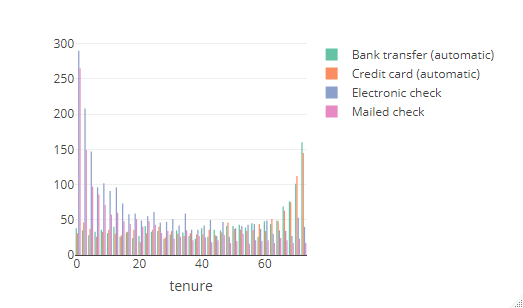 300
250
200
150
100
50
0
0 20 40 60
tenure
Bank transfer (automatic)
Credit card (automatic)
Electronic check
Mailed check